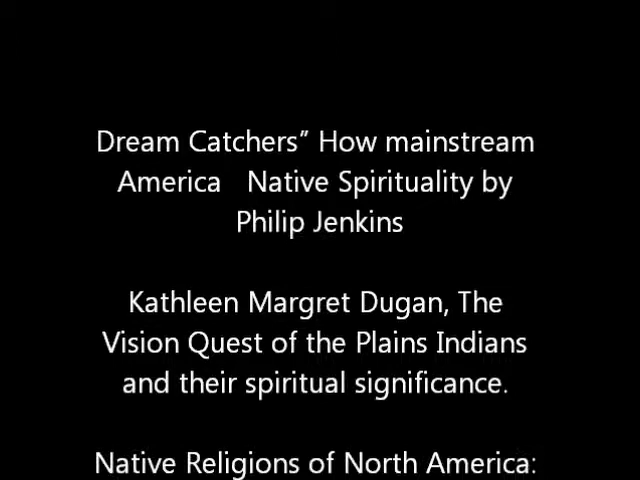 Dream Catchers” How mainstream
America   Native Spirituality by
Philip Jenkins
Kathleen Margret Dugan, The
Vision Quest of the Plains Indians
and their spiritual significance.
Native Religions of North America: